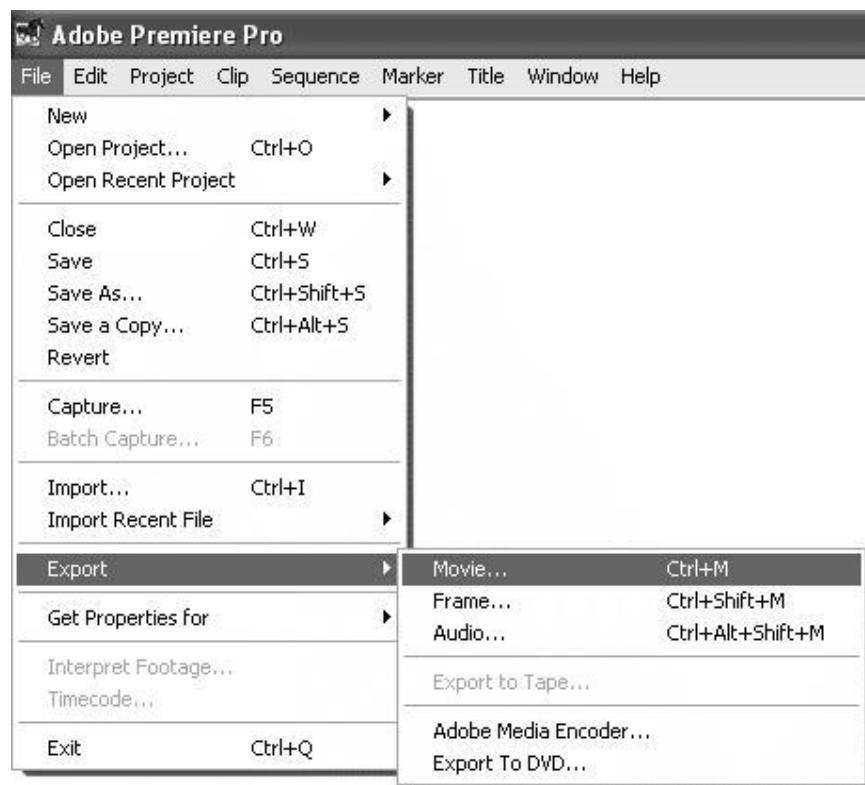 Adobe Premiere Pro
File Edit Project Clip Sequence Marker Title Window Help
New
Open Project... Ctrl+O
Open Recent Project
Close Ctrl+W
Save Ctrl+S
Save As... Ctrl+Shift+S
Save a Copy... Ctrl+Alt+S
Revert
Capture... F5
Batch Capture... F6
Import... Ctrl+I
Import Recent File
Export
Get Properties for
Interpret Footage...
Timecode...
Exit Ctrl+Q
Movie... Ctrl+M
Frame... Ctrl+Shift+M
Audio... Ctrl+Alt+Shift+M
Export to Tape...
Adobe Media Encoder...
Export To DVD...